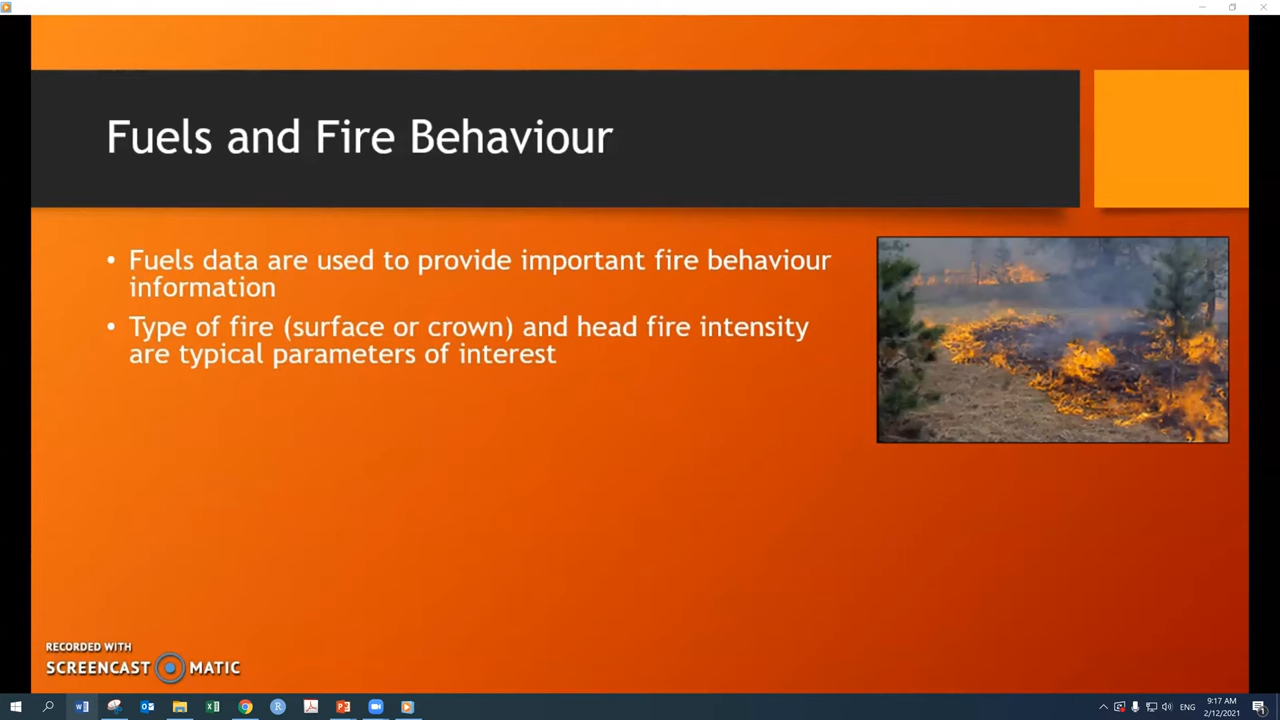 Fuels and Fire Behaviour
• Fuels data are used to provide important fire behaviour
information
• Type of fire (surface or crown) and head fire intensity
are typical parameters of interest
RECORDED WITH
SCREENCAST MATIC
ENG
9:17 AM
2/12/2021